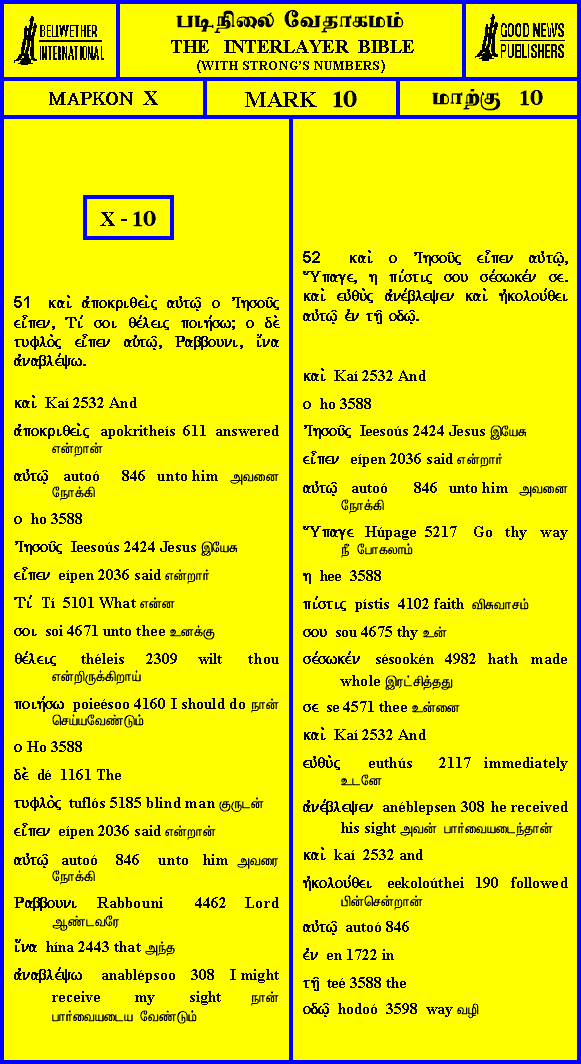 BELLWETHER
INTERNATIONAL
படிநிலை வேதாகமம்
THE INTERLAYER BIBLE
(WITH STRONG'S NUMBERS)
GOOD NEWS
PUBLISHERS
ΜΑΡΚΟΝ X
MARK 10
மாற்கு 10
X - 10
51 καὶ ἀποκριθεὶς αὐτῷ ο Ἰησοῦς
εἶπεν, Τί σοι θέλεις ποιήσω; ο δὲ
τυφλὸς εἶπεν αὐτῷ, Ραββουνι, ἵνα
ἀναβλέψω.
καὶ Kaí 2532 And
ἀποκριθεὶς apokritheís 611 answered
என்றான்
αὐτῷ autoó 846 unto him அவனை
நோக்கி
ο ho 3588
Ἰησοῦς Ieesoús 2424 Jesus இயேசு
εἶπεν eípen 2036 said என்றார்
Τί Tí 5101 What என்ன
σοι soi 4671 unto thee உனக்கு
θέλεις théleis 2309 wilt thou
என்றிருக்கிறாய்
ποιήσω poieésoo 4160 I should do நான்
செய்யவேண்டும்
ο Ho 3588
δὲ dé 1161 The
τυφλὸς tuflós 5185 blind man குருடன்
εἶπεν eípen 2036 said என்றான்
αὐτῷ autoó 846 unto him அவரை
நோக்கி
Ραββουνι Rabbouni 4462 Lord
ஆண்டவரே
ἵνα hína 2443 that அந்த
ἀναβλέψω anablépsoo 308 I might
receive my sight நான்
பார்வையடைய வேண்டும்
52 καὶ ο Ἰησοῦς εἶπεν αὐτῷ,
Ὕπαγε, η πίστις σου σέσωκέν σε.
καὶ εὐθὺς ἀνέβλεψεν καὶ ἠκολούθει
αὐτῷ ἐν τῇ οδῷ.
καὶ Kaí 2532 And
ο ho 3588
Ἰησοῦς Ieesoús 2424 Jesus இயேசு
εἶπεν eípen 2036 said என்றார்
αὐτῷ autoó 846 unto him அவனை
நோக்கி
Ὕπαγε Húpage 5217 Go thy way
நீ போகலாம்
η hee 3588
πίστις pístis 4102 faith விசுவாசம்
σου sou 4675 thy உன்
σέσωκέν sésookén 4982 hath made
whole இரட்சித்தது
σε se 4571 thee உன்னை
καὶ Kaí 2532 And
εὐθὺς euthús 2117 immediately
உடனே
ἀνέβλεψεν anéblepsen 308 he received
his sight அவன் பார்வையடைந்தான்
καὶ kaí 2532 and
ἠκολούθει eekoloúthei 190 followed
பின்சென்றான்
αὐτῷ autoó 846
ἐν en 1722 in
τῇ teé 3588 the
οδῷ hodoó 3598 way வழி